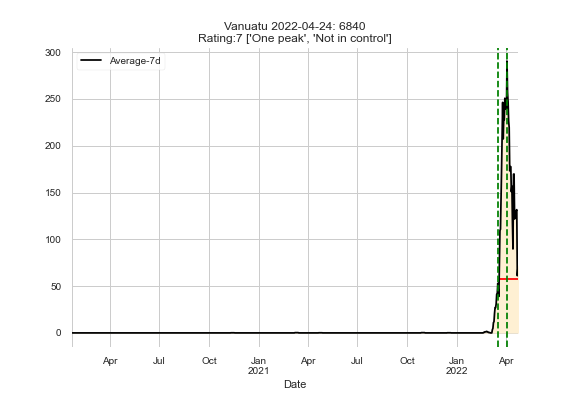 Vanuatu 2022-04-24: 6840
Rating:7 ['One peak', 'Not in control']
Average-7d
300
250
200
150
100
50
0
Apr
Jul
Oct
Jan
2021
Apr
Jul
Oct
Jan
2022
Apr
Date